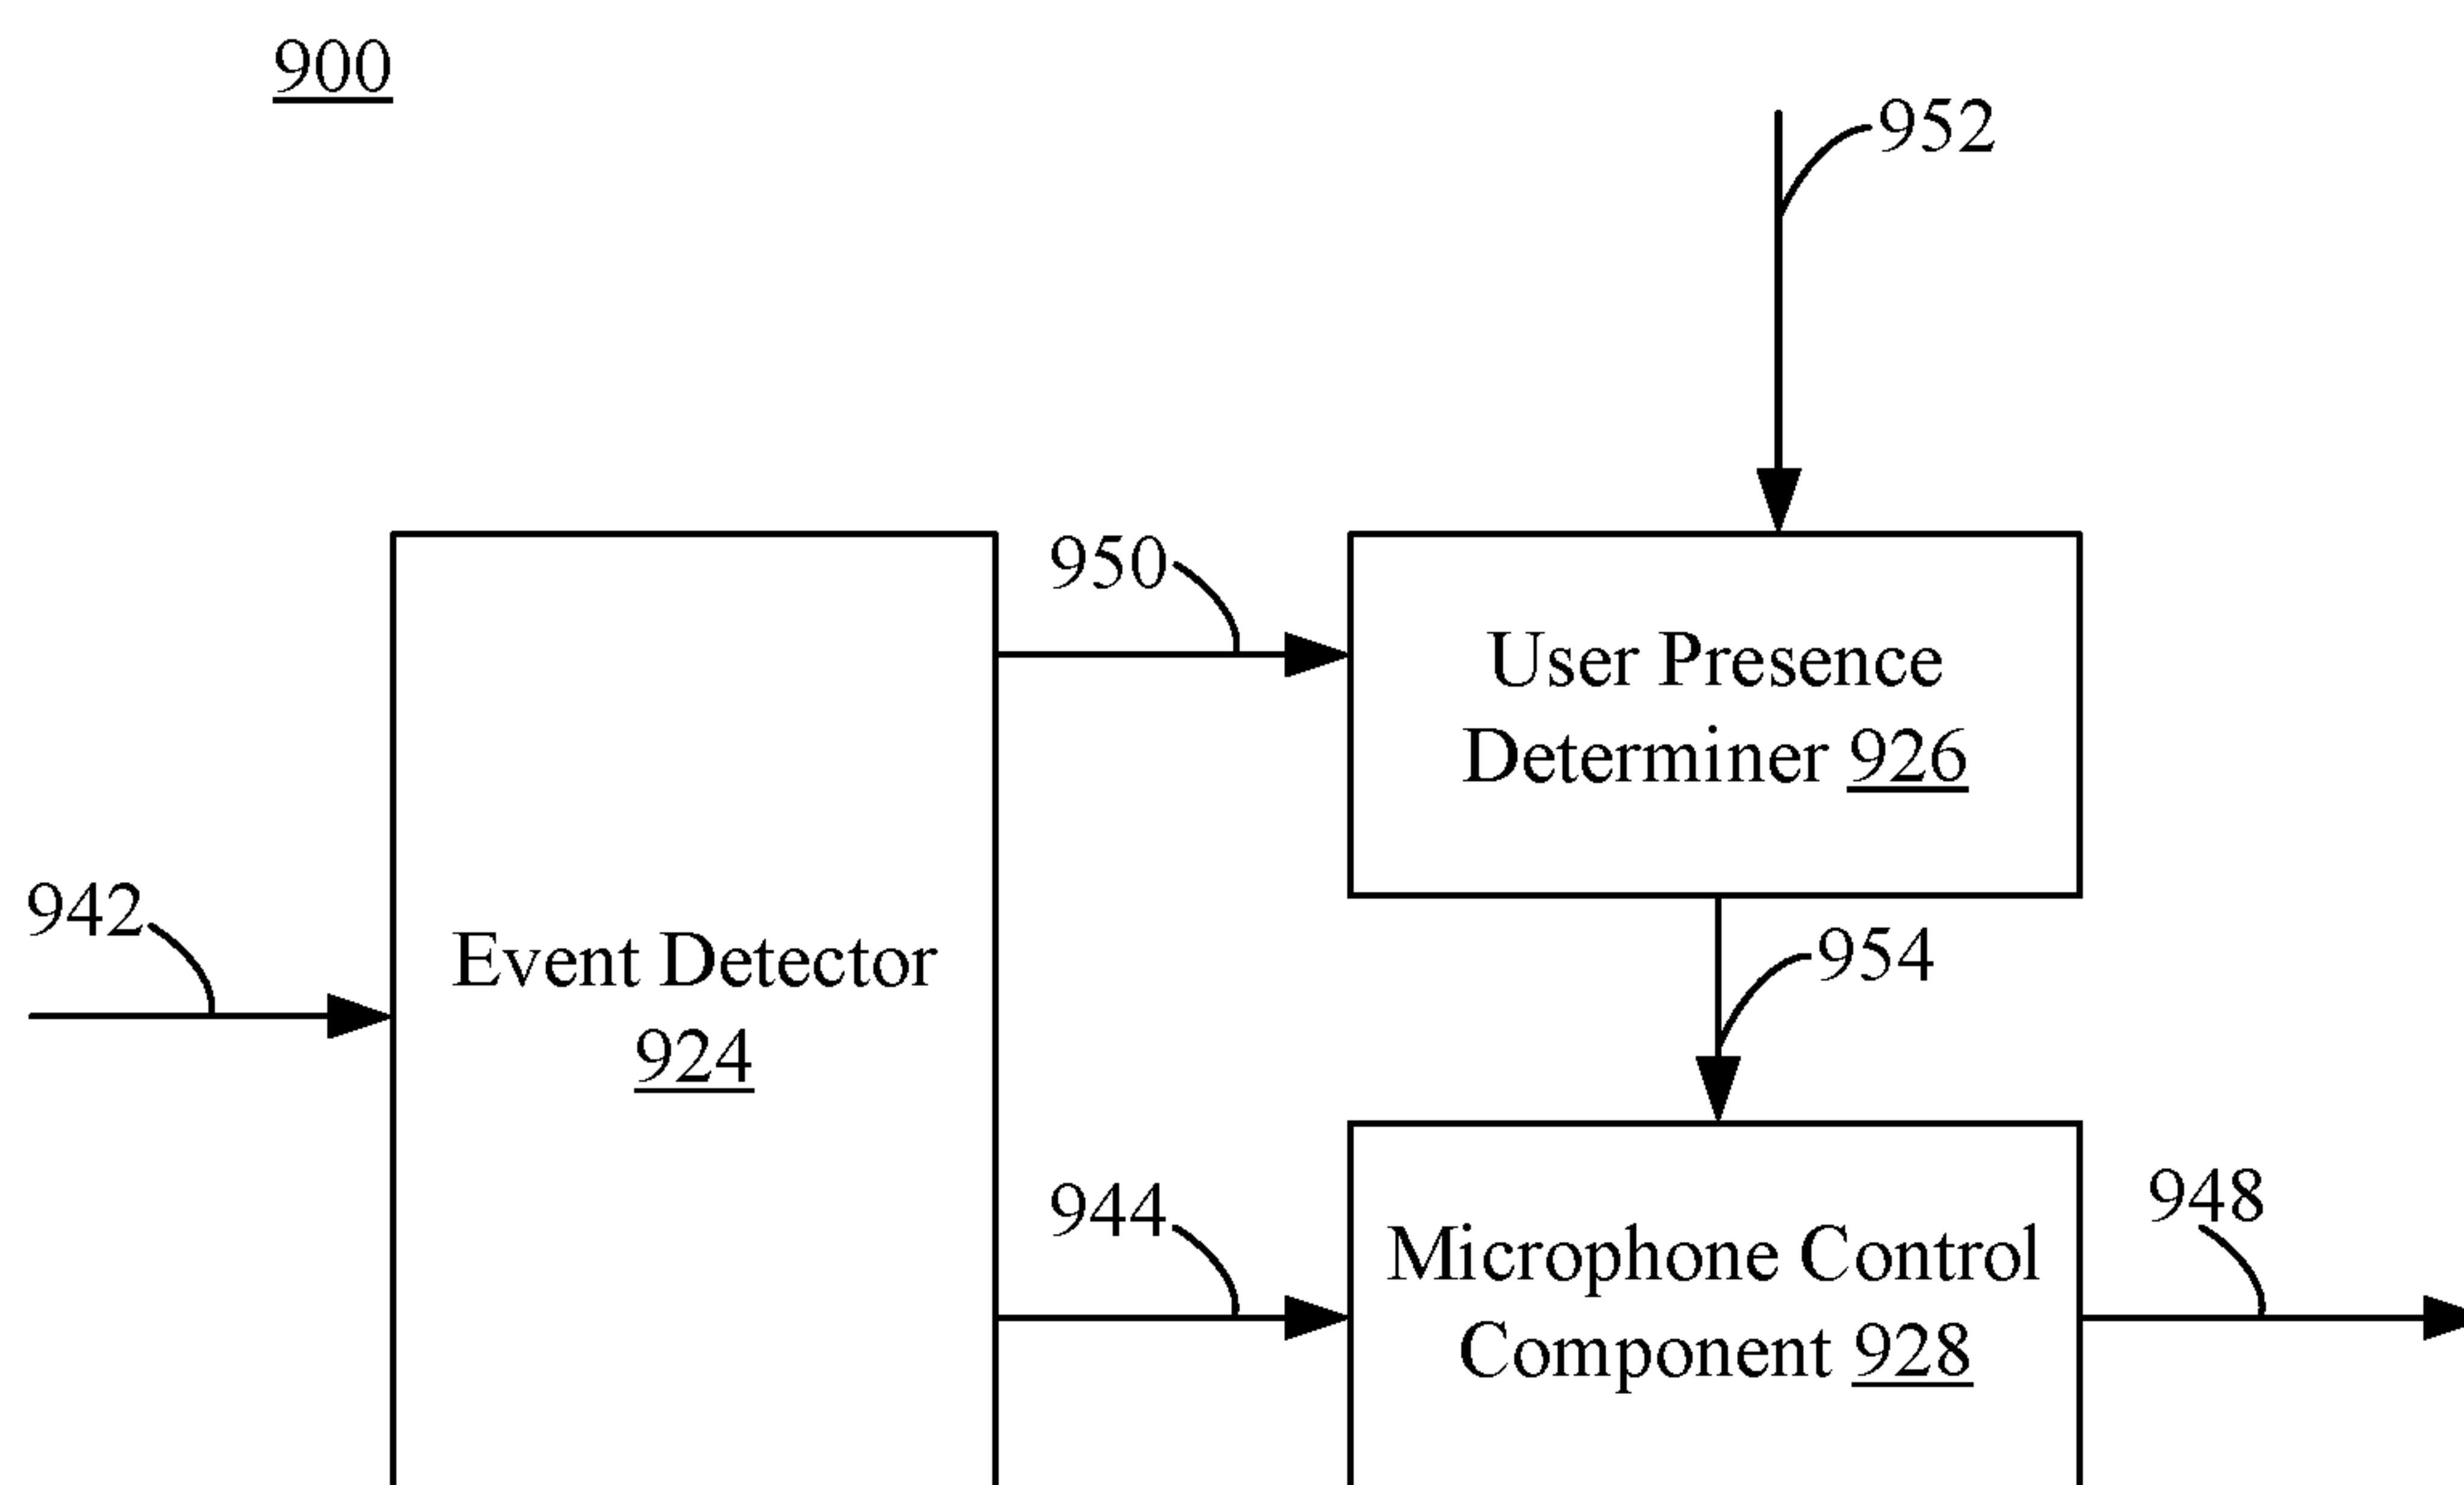 900
952
950
User Presence
Determiner 926
942
Event Detector
924
954
944
Microphone Control
Component 928
948